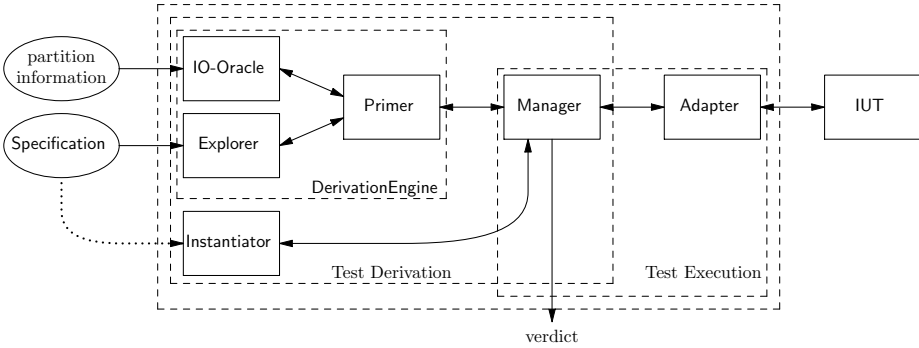 partition
information
IO-Oracle
Primer
Manager
Adapter
IUT
Specification
Explorer
DerivationEngine
Instantiator
Test Derivation
Test Execution
verdict